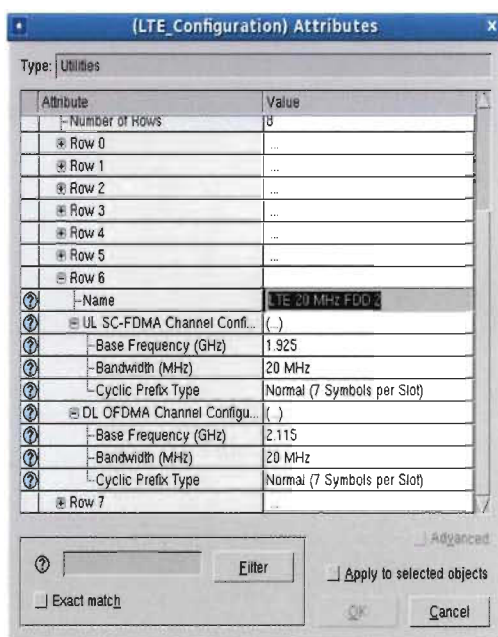 (LTE_Configuration) Attributes
Type: Utilities
Attribute Value
Number of Rows 8
Row 0 ...
Row 1 ...
Row 2 ...
Row 3 ...
Row 4 ...
Row 5 ...
Row 6
Name LTE 20 MHz FDD 2
UL SC-FDMA Channel Confi... (...)
Base Frequency (GHz) 1.925
Bandwidth (MHz) 20 MHz
Cyclic Prefix Type Normal (7 Symbols per Slot)
DL OFDMA Channel Configu... (...)
Base Frequency (GHz) 2.115
Bandwidth (MHz) 20 MHz
Cyclic Prefix Type Normal (7 Symbols per Slot)
Row 7 ...
Advanced
Filter
Apply to selected objects
Exact match
OK Cancel